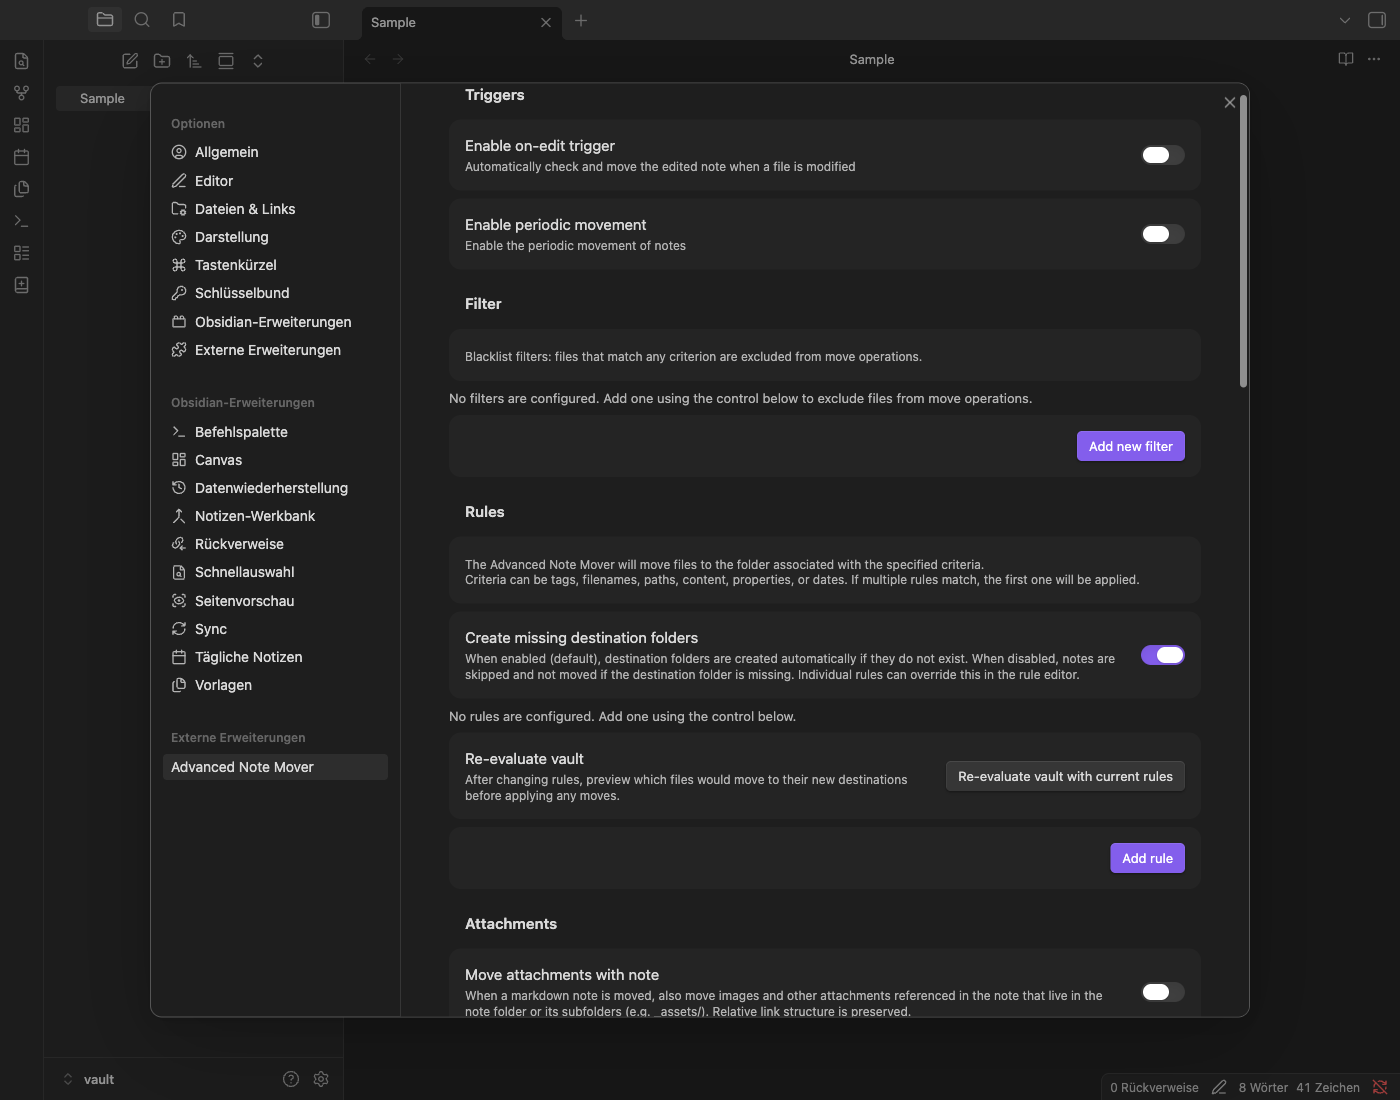 Sample
Sample
Sample
Optionen
Allgemein
Editor
Dateien & Links
Darstellung
Tastenkürzel
Schlüsselbund
Obsidian-Erweiterungen
Externe Erweiterungen
Obsidian-Erweiterungen
Befehlspalette
Canvas
Datenwiederherstellung
Notizen-Werkbank
Rückverweise
Schnellauswahl
Seitenvorschau
Sync
Tägliche Notizen
Vorlagen
Externe Erweiterungen
Advanced Note Mover
Triggers
Enable on-edit trigger
Automatically check and move the edited note when a file is modified
Enable periodic movement
Enable the periodic movement of notes
Filter
Blacklist filters: files that match any criterion are excluded from move operations.
No filters are configured. Add one using the control below to exclude files from move operations.
Add new filter
Rules
The Advanced Note Mover will move files to the folder associated with the specified criteria.
Criteria can be tags, filenames, paths, content, properties, or dates. If multiple rules match, the first one will be applied.
Create missing destination folders
When enabled (default), destination folders are created automatically if they do not exist. When disabled, notes are
skipped and not moved if the destination folder is missing. Individual rules can override this in the rule editor.
No rules are configured. Add one using the control below.
Re-evaluate vault
After changing rules, preview which files would move to their new destinations
before applying any moves.
Re-evaluate vault with current rules
Add rule
Attachments
Move attachments with note
When a markdown note is moved, also move images and other attachments referenced in the note that live in the
note folder or its subfolders (e.g. _assets/). Relative link structure is preserved.
vault
0 Rückverweise
8 Wörter
41 Zeichen